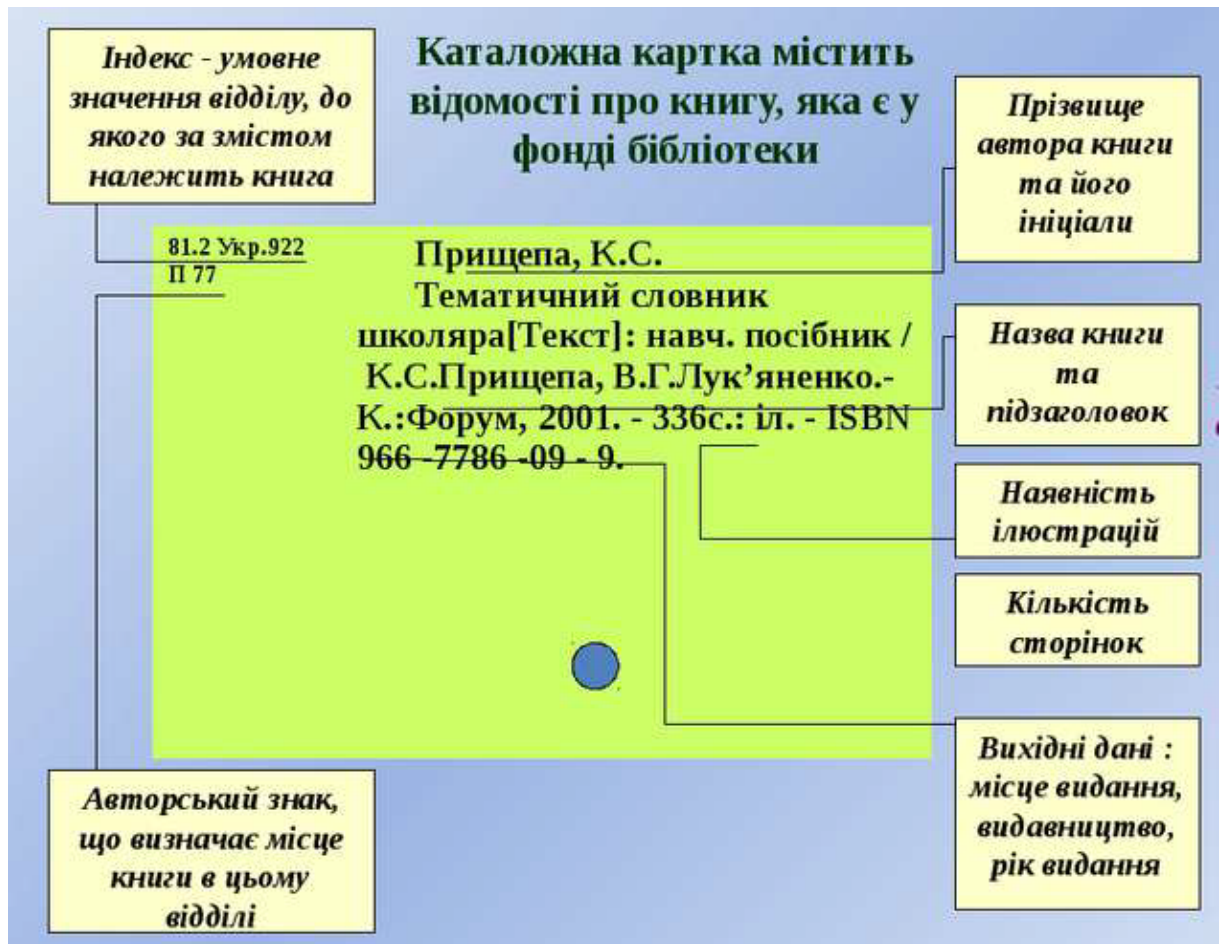 Індекс - умовне
значення відділу, до
якого за змістом
належить книга
Каталожна картка містить
відомості про книгу, яка є у
фонді бібліотеки
Прізвище
автора книги
та його
ініціали
81.2 Укр.922
П 77
Прищепа, К.С.
Тематичний словник
школяра[Текст]: навч. посібник /
К.С.Прищепа, В.Г.Лук’яненко.-
К.:Форум, 2001. - 336с.: іл. - ISBN
966 -7786 -09 - 9.
Назва книги
та
підзаголовок
Наявність
ілюстрацій
Кількість
сторінок
Вихідні дані :
місце видання,
видавництво,
рік видання
Авторський знак,
що визначає місце
книги в цьому
відділі